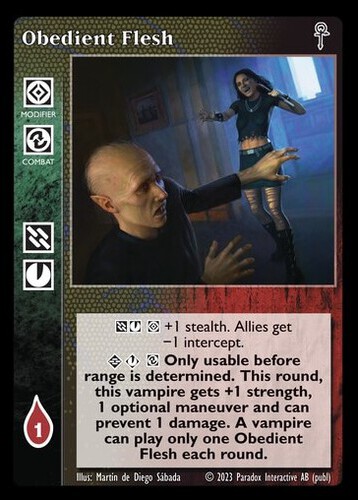 Obedient Flesh
MODIFIER
COMBAT
+1 stealth. Allies get
−1 intercept.
Only usable before
range is determined. This round,
this vampire gets +1 strength,
1 optional maneuver and can
prevent 1 damage. A vampire
can play only one Obedient
Flesh each round.
1
Illus: Martín de Diego Sábada © 2023 Paradox Interactive AB (publ)